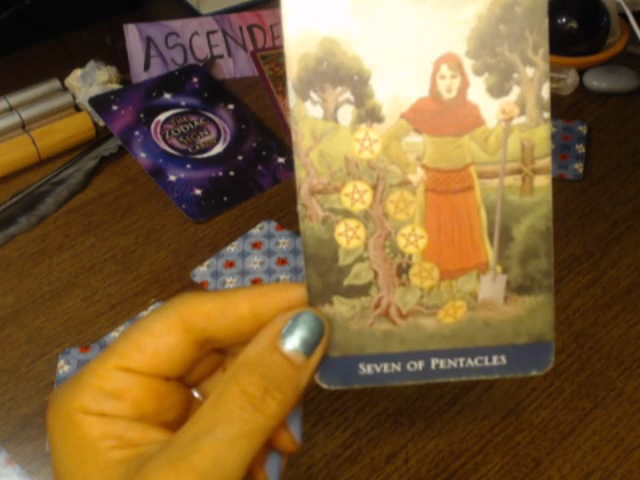 ASCENDE
THE
ZODIAC
SIGN
SEVEN OF PENTACLES